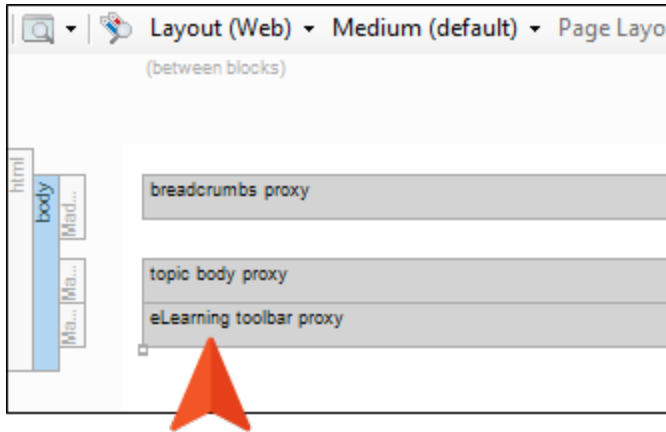 Layout (Web) Medium (default) Page Layo
(between blocks)
html
body
Mad...
breadcrumbs proxy
Ma...
topic body proxy
Ma...
eLearning toolbar proxy